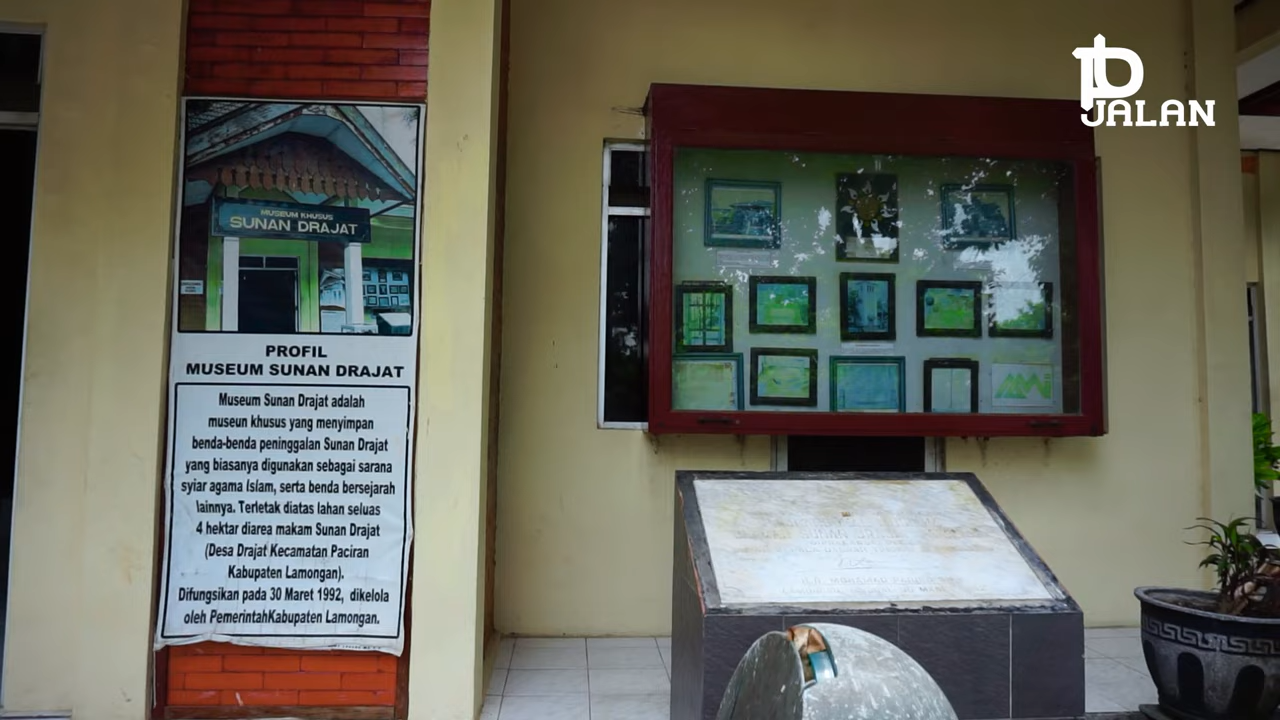 JALAN
MUSEUM KHUSUS
SUNAN DRAJAT
PROFIL
MUSEUM SUNAN DRAJAT
Museum Sunan Drajat adalah
museun khusus yang menyimpan
benda-benda peninggalan Sunan Drajat
yang biasanya digunakan sebagai sarana
syiar agama Islam, serta benda bersejarah
lainnya. Terletak diatas lahan seluas
4 hektar diarea makam Sunan Drajat
(Desa Drajat Kecamatan Paciran
Kabupaten Lamongan).
Difungsikan pada 30 Maret 1992, dikelola
oleh PemerintahKabupaten Lamongan.
SUNAN DRAJAT